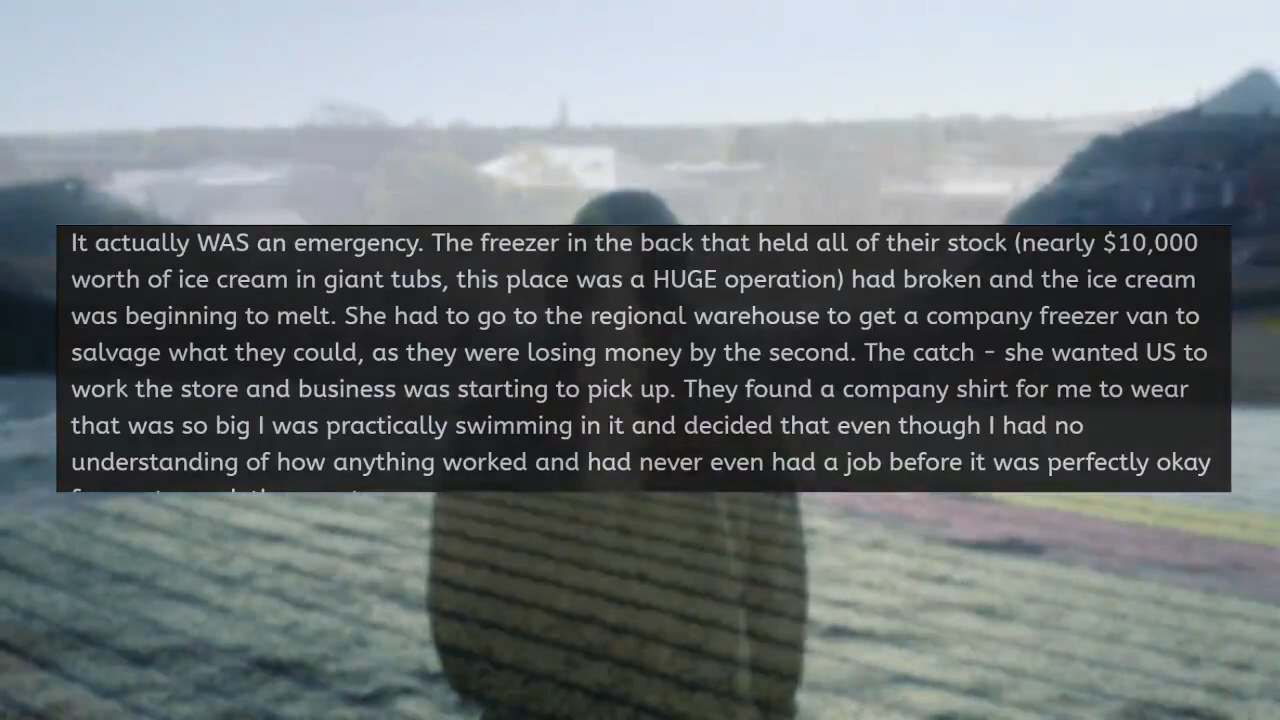 It actually WAS an emergency. The freezer in the back that held all of their stock (nearly $10,000
worth of ice cream in giant tubs, this place was a HUGE operation) had broken and the ice cream
was beginning to melt. She had to go to the regional warehouse to get a company freezer van to
salvage what they could, as they were losing money by the second. The catch - she wanted US to
work the store and business was starting to pick up. They found a company shirt for me to wear
that was so big I was practically swimming in it and decided that even though I had no
understanding of how anything worked and had never even had a job before it was perfectly okay